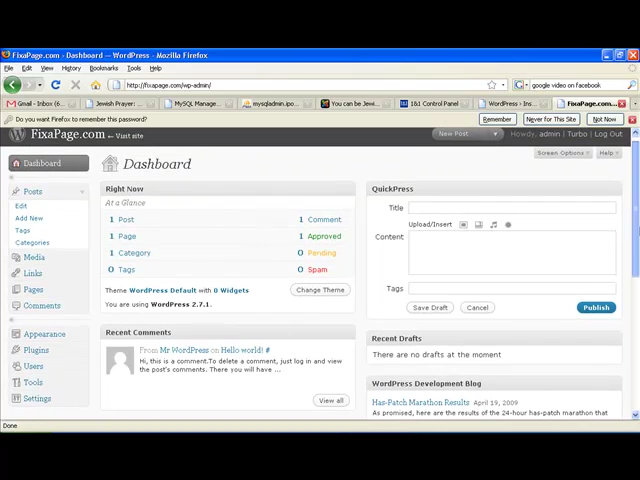 FixaPage.com - Dashboard — WordPress - Mozilla Firefox
File Edit View History Bookmarks Tools Help
http://fixapage.com/wp-admin/
google video on facebook
Gmail - Inbox (6)
Jewish Prayer:
MySQL Manage...
mysqladmin.ipo...
You can be Jewi...
1&1 Control Panel
WordPress › Ins...
FixaPage.com...
Do you want Firefox to remember this password?
Remember
Never for This Site
Not Now
FixaPage.com ← Visit site
New Post
Howdy, admin | Turbo | Log Out
Screen Options
Help
Dashboard
Dashboard
Posts
Edit
Add New
Tags
Categories
Media
Links
Pages
Comments
Appearance
Plugins
Users
Tools
Settings
Right Now
At a Glance
1 Post 1 Comment
1 Page 1 Approved
1 Category 0 Pending
0 Tags 0 Spam
Theme WordPress Default with 0 Widgets
Change Theme
You are using WordPress 2.7.1.
Recent Comments
From Mr WordPress on Hello world! #
Hi, this is a comment.To delete a comment, just log in and view
the post's comments. There you will have ...
View all
QuickPress
Title
Upload/Insert
Content
Tags
Save Draft
Cancel
Publish
Recent Drafts
There are no drafts at the moment
WordPress Development Blog
Has-Patch Marathon Results April 19, 2009
As promised, here are the results of the 24-hour has-patch marathon that
Done